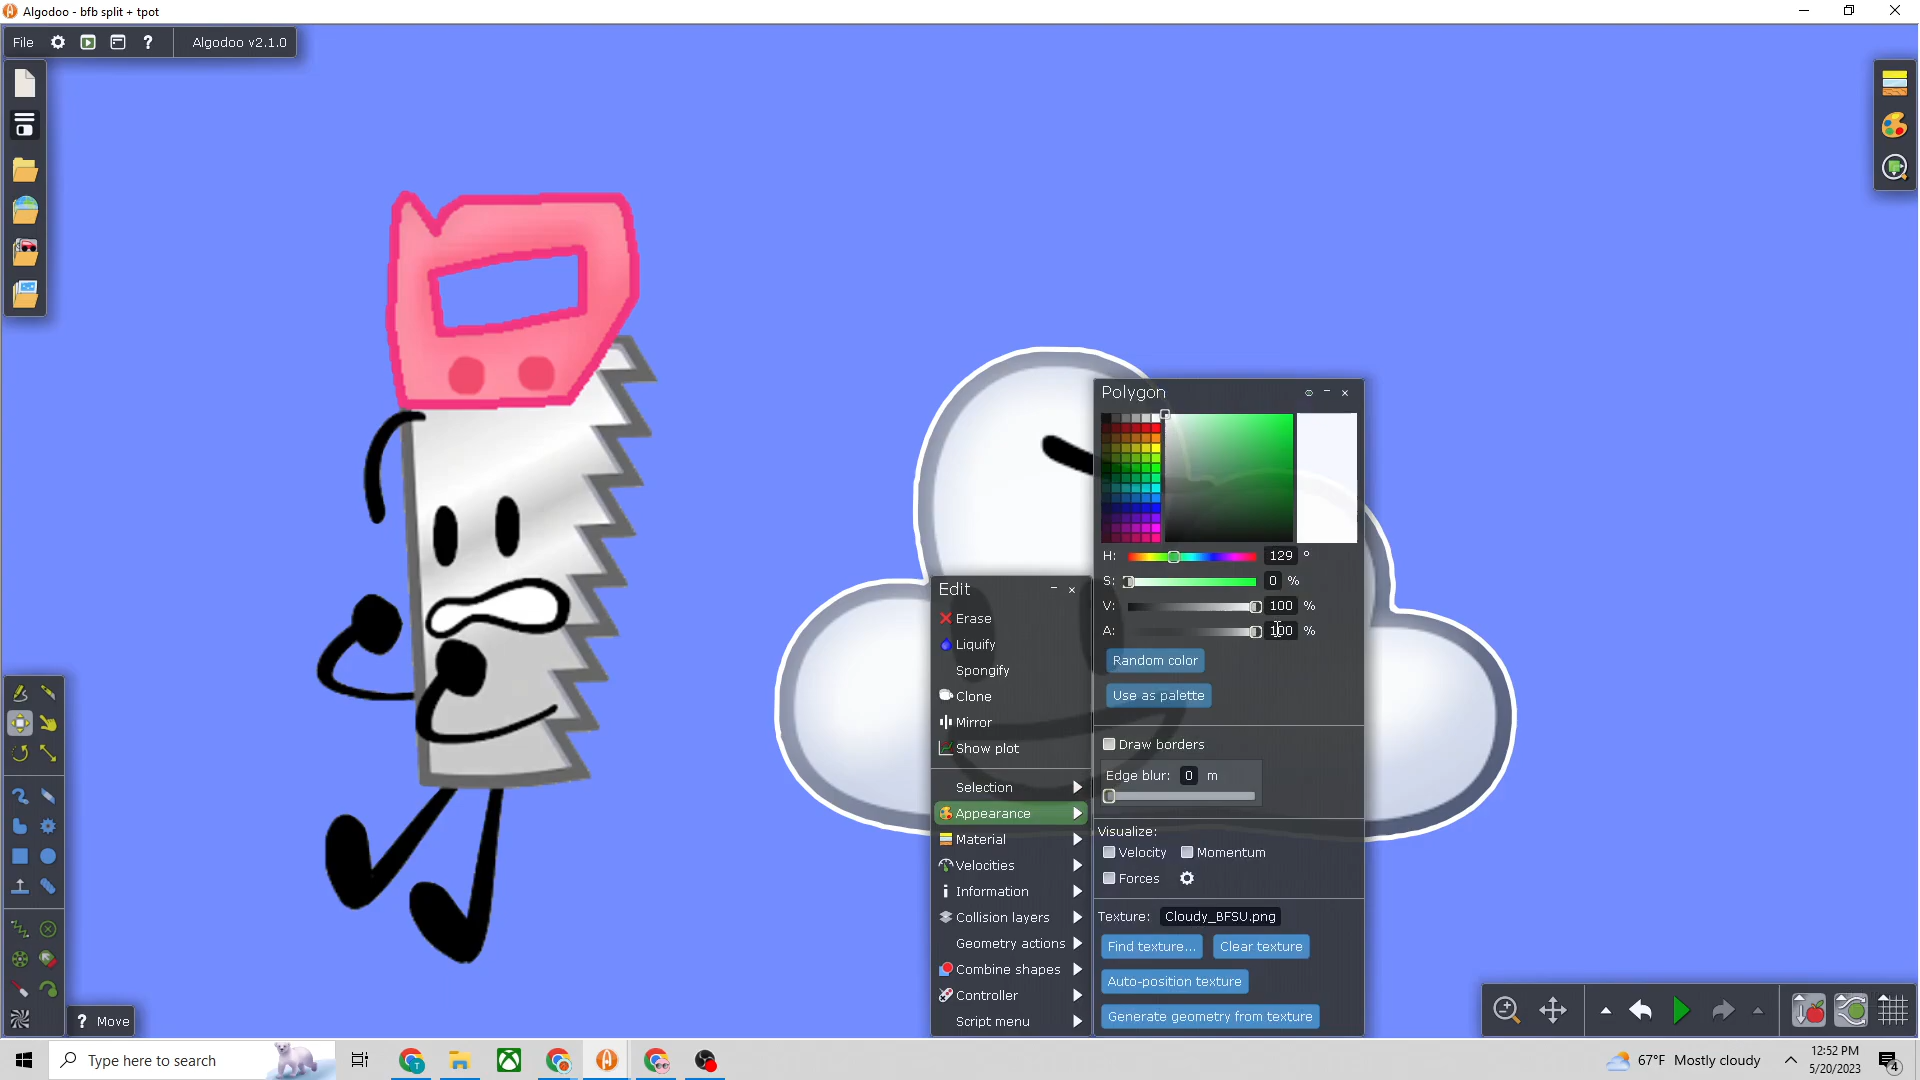 Algodoo - bfb split + tpot
File ? Algodoo v2.1.0
Polygon
H: 129 °
S: 0 %
V: 100 %
A: 100 %
Random color
Use as palette
Draw borders
Edge blur: 0 m
Visualize:
Velocity Momentum
Forces
Texture: Cloudy_BFSU.png
Find texture... Clear texture
Auto-position texture
Generate geometry from texture
Edit
Erase
Liquify
Spongify
Clone
Mirror
Show plot
Selection
Appearance
Material
Velocities
Information
Collision layers
Geometry actions
Combine shapes
Controller
Script menu
? Move
Type here to search
67°F Mostly cloudy
12:52 PM
5/20/2023
4